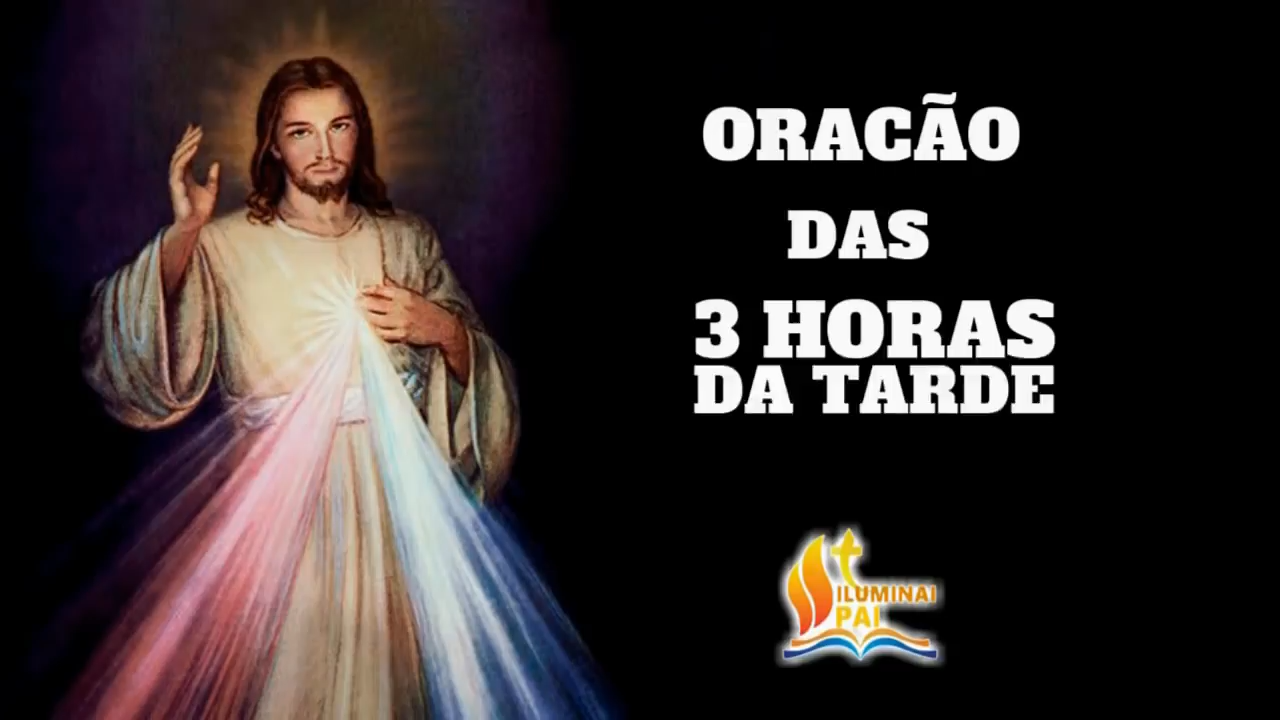 ORACÃO
DAS
3 HORAS
DA TARDE
ILUMINAI
PAI